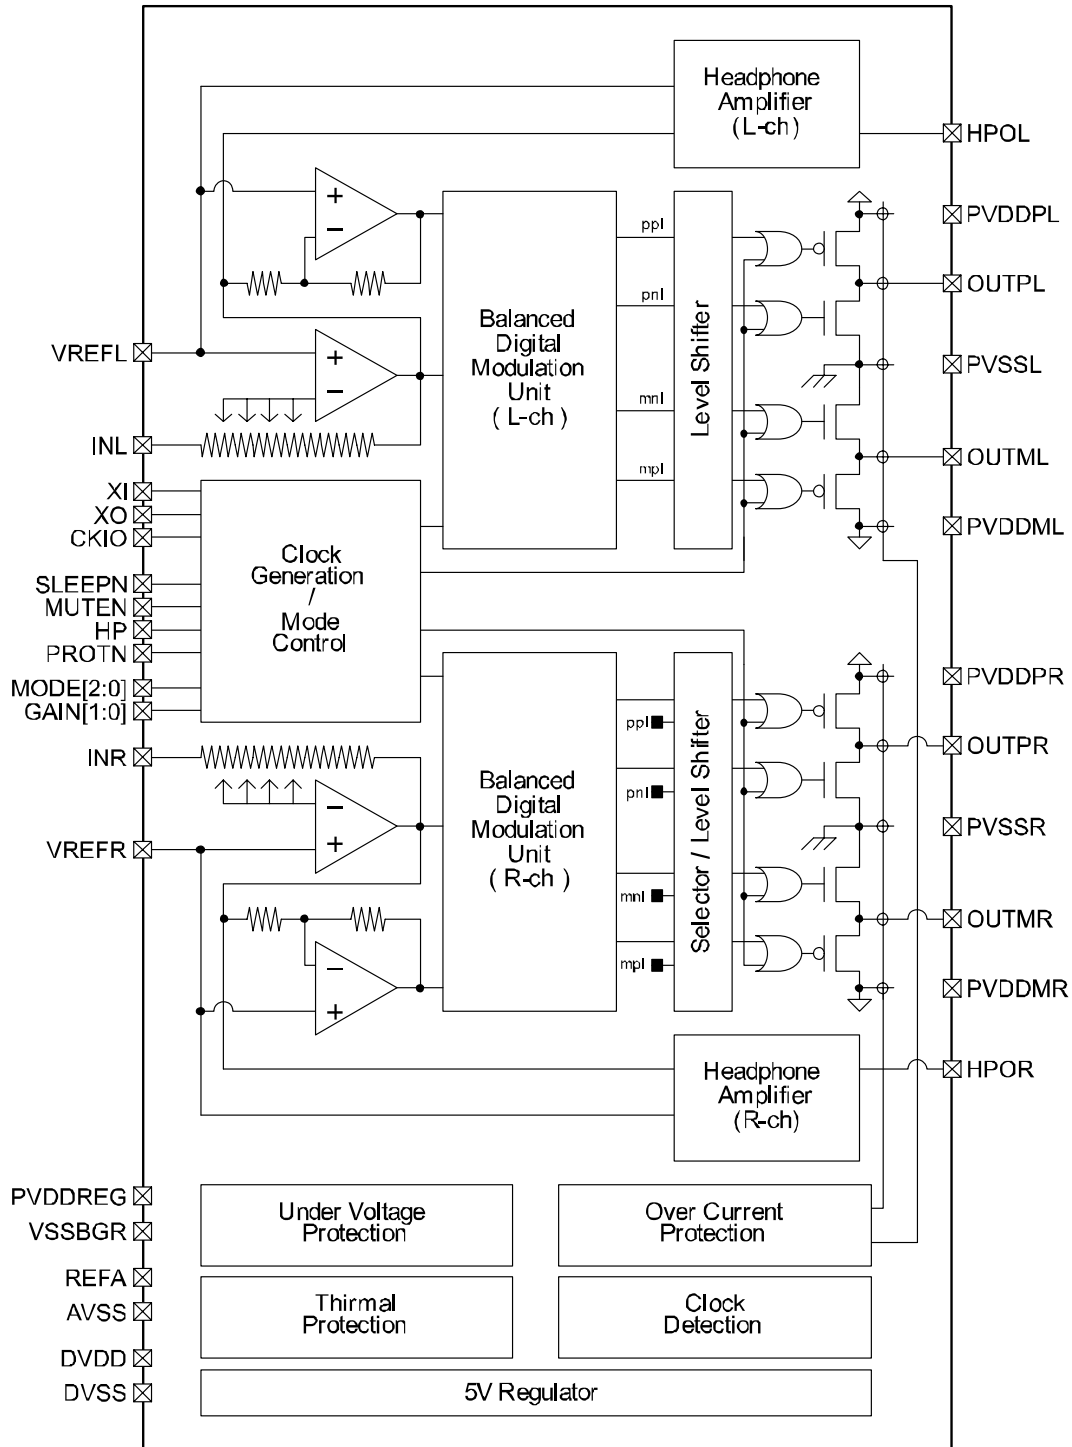 Headphone
Amplifier
(L-ch)
HPOL
+
−
PVDDPL
ppl
OUTPL
pnl
Balanced
Digital
Modulation
Unit
( L-ch )
Level Shifter
VREFL
+
−
PVSSL
mnl
INL
OUTML
mpl
XI
XO
CKIO
PVDDML
Clock
Generation
/
Mode
Control
SLEEPN
MUTEN
HP
PROTN
MODE[2:0]
GAIN[1:0]
PVDDPR
ppl
INR
OUTPR
Balanced
Digital
Modulation
Unit
( R-ch )
pnl
Selector / Level Shifter
−
+
VREFR
PVSSR
mnl
OUTMR
mpl
−
+
PVDDMR
Headphone
Amplifier
(R-ch)
HPOR
PVDDREG
VSSBGR
Under Voltage
Protection
Over Current
Protection
REFA
AVSS
Thirmal
Protection
Clock
Detection
DVDD
DVSS
5V Regulator